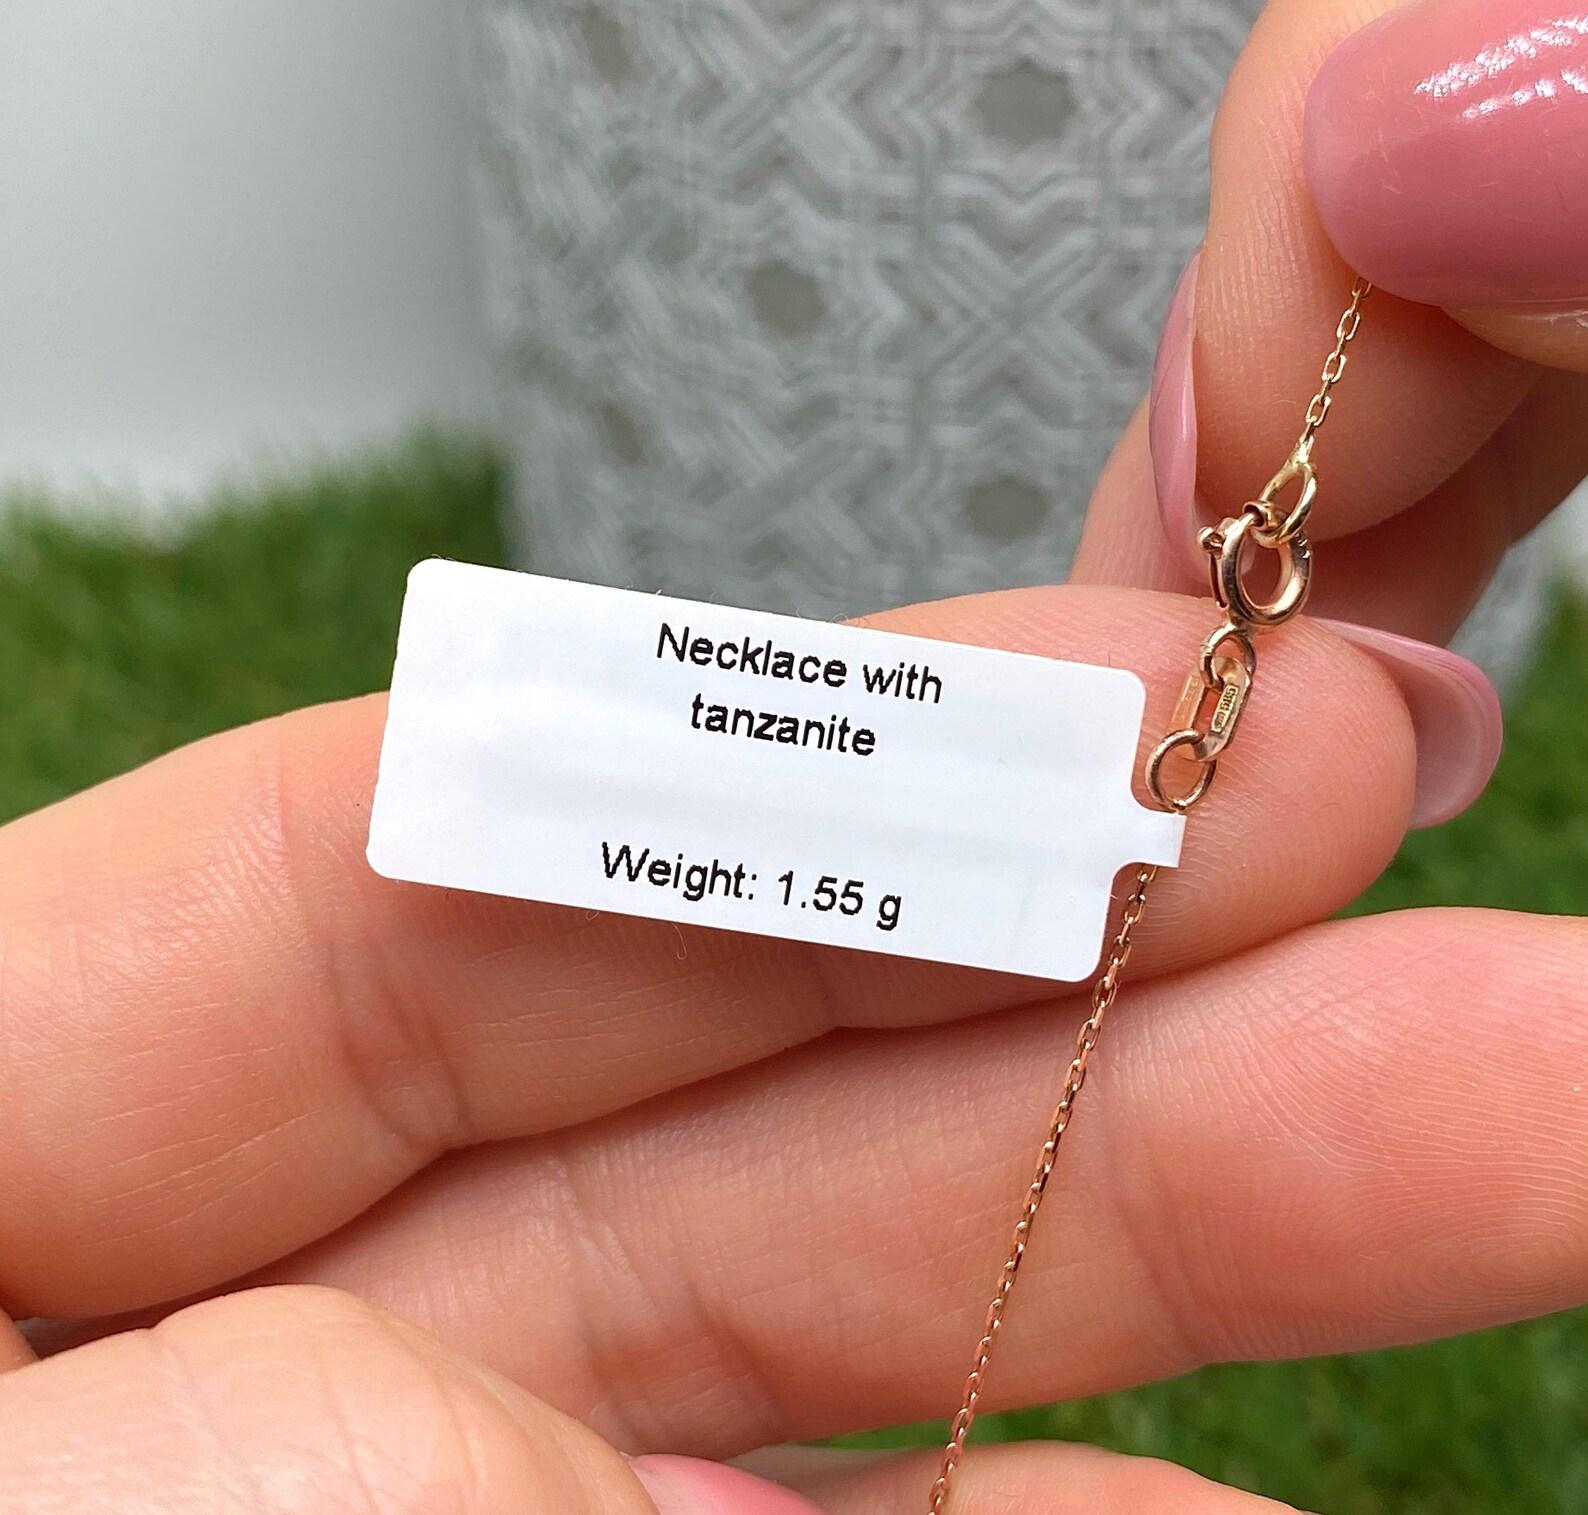 Necklace with
tanzanite
Weight: 1.55 g